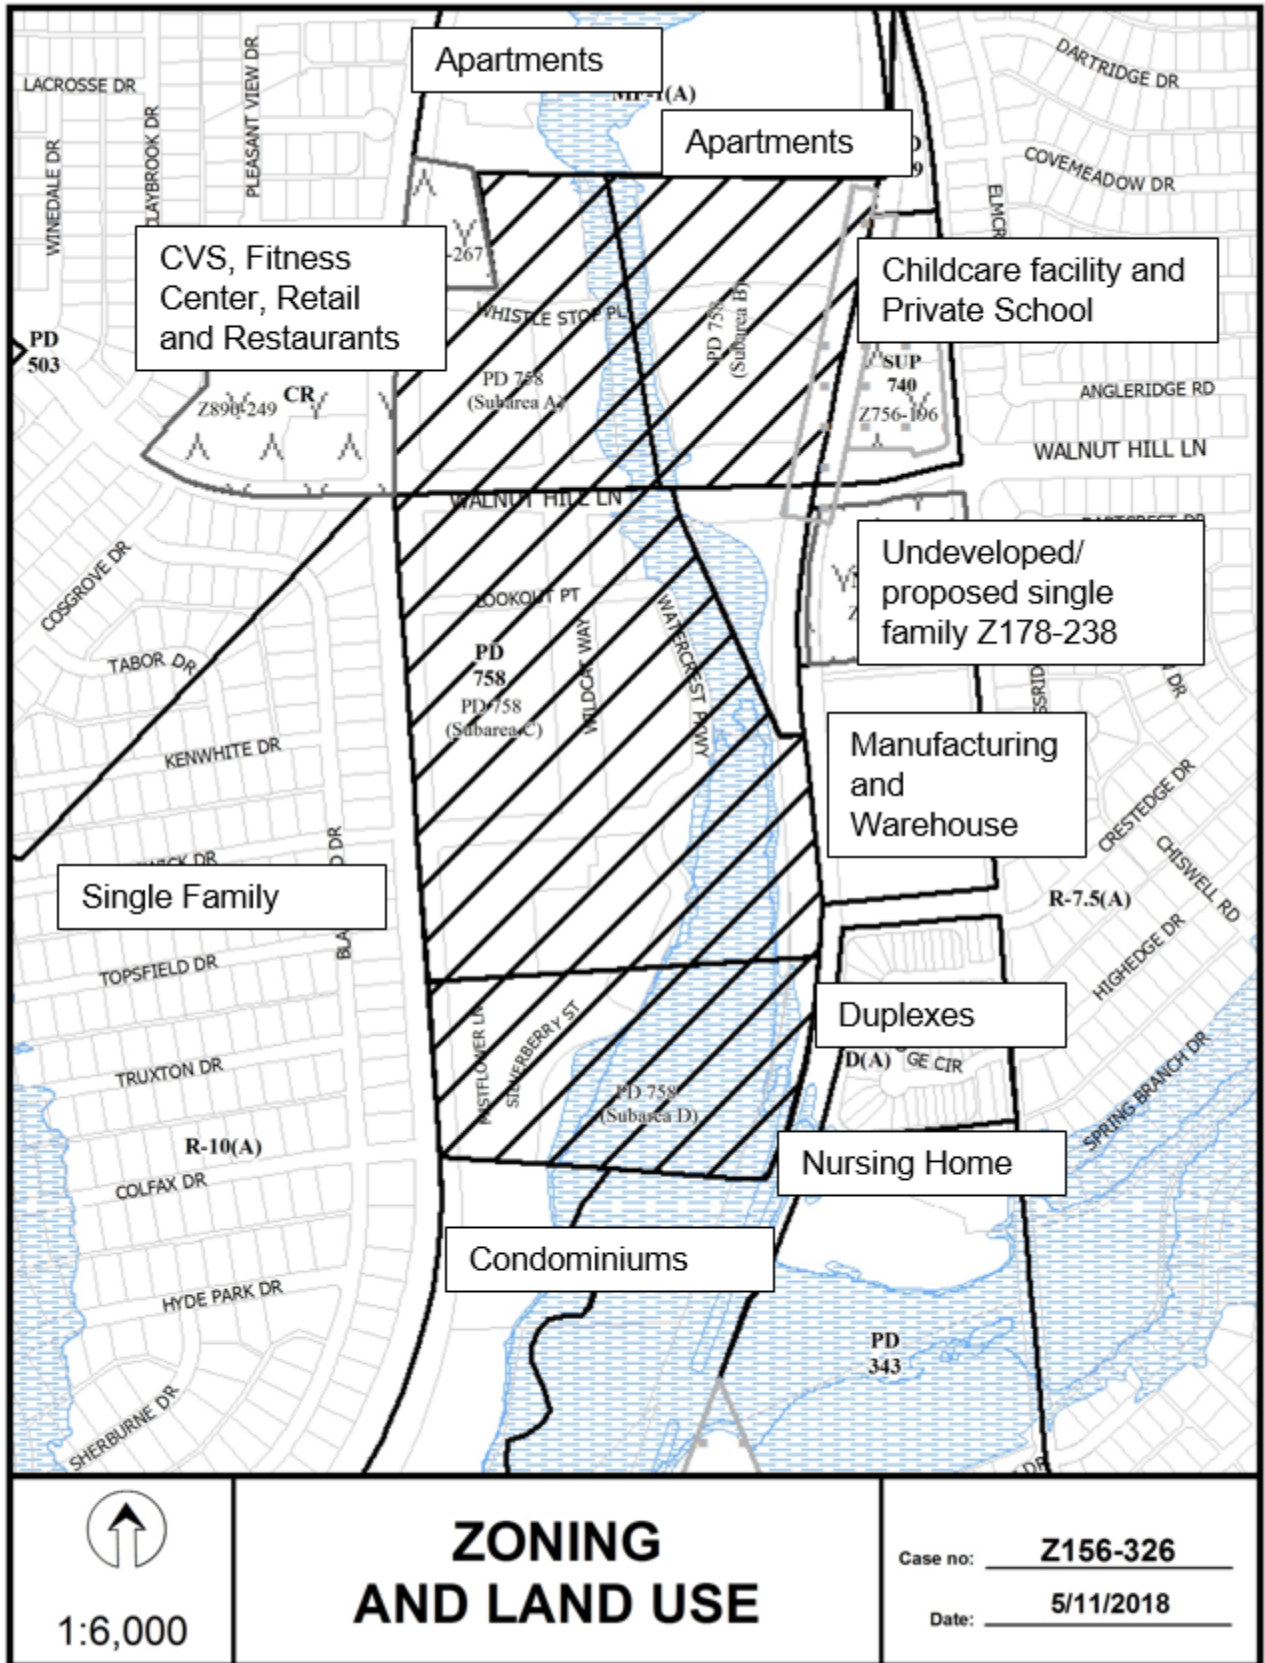 Apartments
(A)
Apartments
DARTRIDGE DR
LACROSSE DR
PLEASANT VIEW DR
WINEDALE DR
COVEMEADOW DR
CVS, Fitness
Center, Retail
and Restaurants
-267
Childcare facility and
Private School
WHISTLE STOP PL
PD
503
PD 758
(Subarea A)
PD 758
(Subarea B)
SUP
740
Z756-196
ANGLERIDGE RD
CR
Z890-249
WALNUT HILL LN
WALNUT HILL LN
Undeveloped/
proposed single
family Z178-238
COSGROVE DR
LOOKOUT PT
WILDCAT WAY
WATERCREST PKWY
TABOR DR
PD
758
PD 758
(Subarea C)
KENWHITE DR
Manufacturing
and
Warehouse
CRESTEDGE DR
CHISWELL RD
Single Family
R-7.5(A)
HIGHEDGE DR
TOPSFIELD DR
Duplexes
D(A)
GE CIR
SILVERBERRY ST
TRUXTON DR
PD 758
(Subarea D)
SPRING BRANCH DR
R-10(A)
Nursing Home
COLFAX DR
Condominiums
HYDE PARK DR
PD
343
SHERBURNE DR
1:6,000
ZONING
AND LAND USE
Case no: Z156-326
Date: 5/11/2018